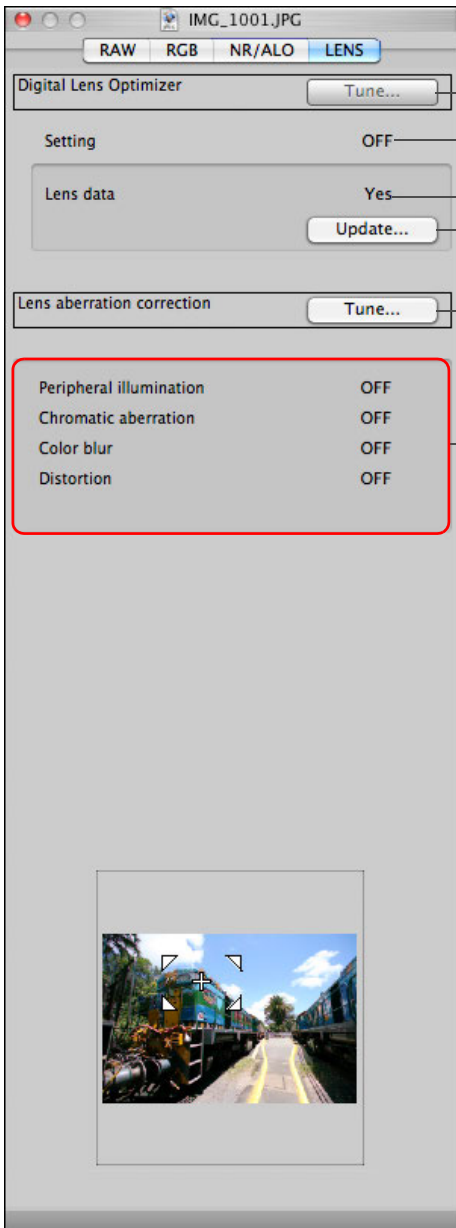 IMG_1001.JPG
RAW RGB NR/ALO LENS
Digital Lens Optimizer Tune...
Setting OFF
Lens data Yes
Update...
Lens aberration correction Tune...
Peripheral illumination OFF
Chromatic aberration OFF
Color blur OFF
Distortion OFF